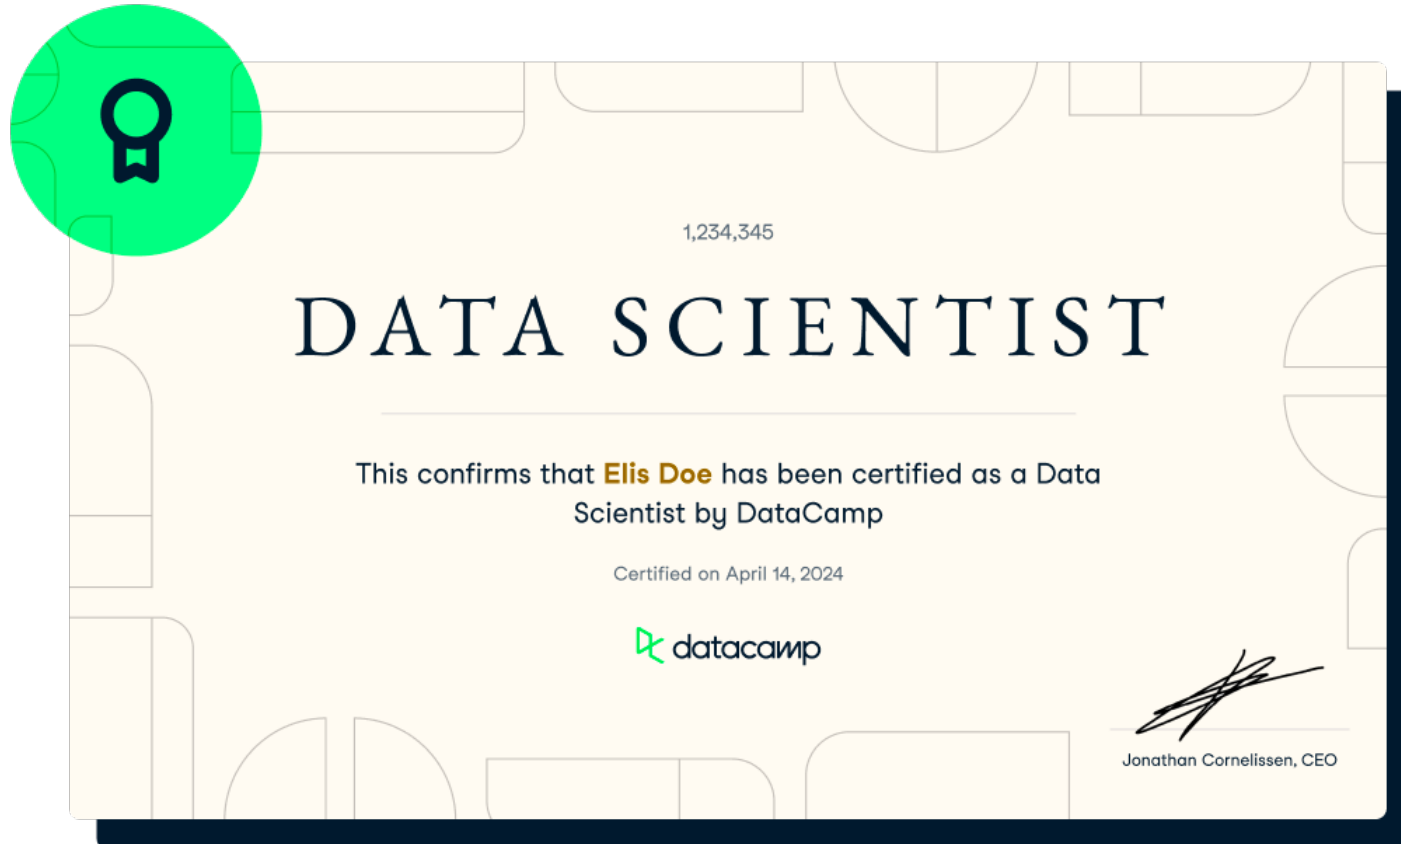 1,234,345
DATA SCIENTIST
This confirms that Elis Doe has been certified as a Data
Scientist by DataCamp
Certified on April 14, 2024
datacamp
Jonathan Cornelissen, CEO